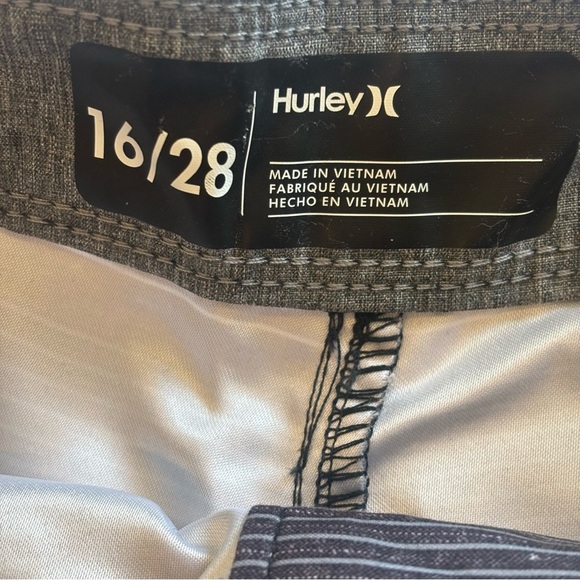 16/28
Hurley
MADE IN VIETNAM
FABRIQUÉ AU VIETNAM
HECHO EN VIETNAM